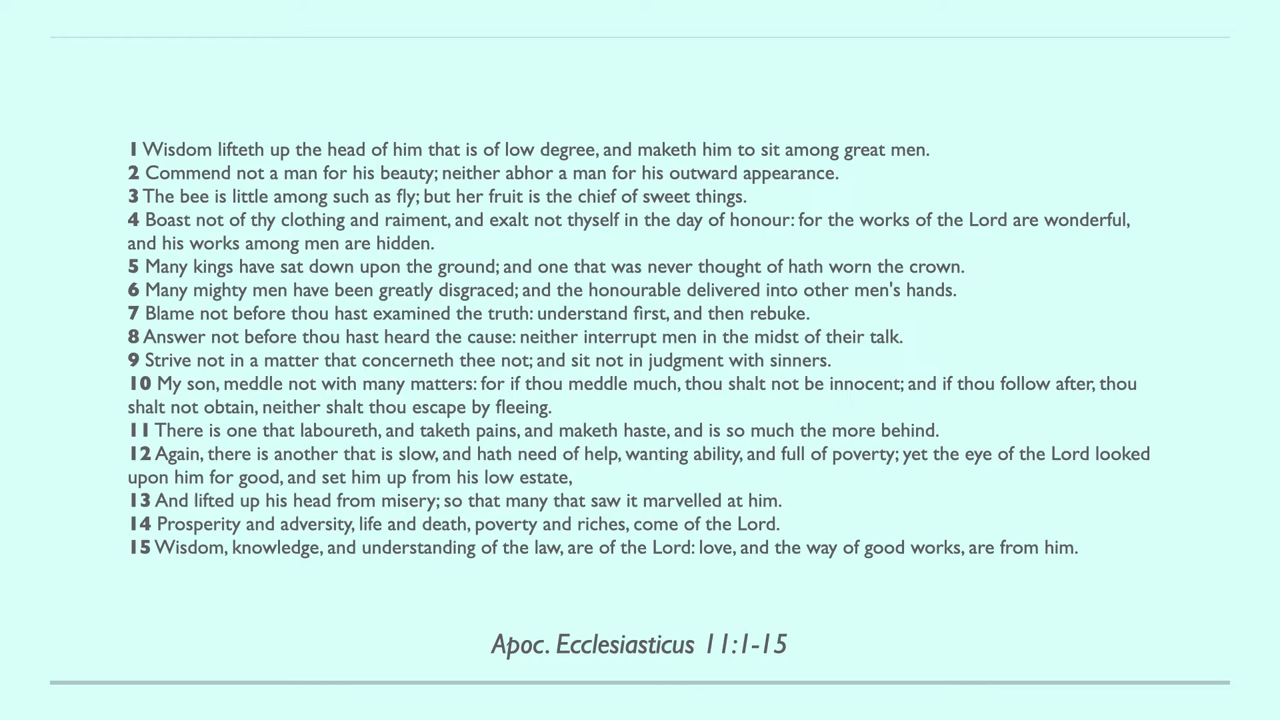 1 Wisdom lifteth up the head of him that is of low degree, and maketh him to sit among great men.
2 Commend not a man for his beauty; neither abhor a man for his outward appearance.
3 The bee is little among such as fly; but her fruit is the chief of sweet things.
4 Boast not of thy clothing and raiment, and exalt not thyself in the day of honour: for the works of the Lord are wonderful,
and his works among men are hidden.
5 Many kings have sat down upon the ground; and one that was never thought of hath worn the crown.
6 Many mighty men have been greatly disgraced; and the honourable delivered into other men's hands.
7 Blame not before thou hast examined the truth: understand first, and then rebuke.
8 Answer not before thou hast heard the cause: neither interrupt men in the midst of their talk.
9 Strive not in a matter that concerneth thee not; and sit not in judgment with sinners.
10 My son, meddle not with many matters: for if thou meddle much, thou shalt not be innocent; and if thou follow after, thou
shalt not obtain, neither shalt thou escape by fleeing.
11 There is one that laboureth, and taketh pains, and maketh haste, and is so much the more behind.
12 Again, there is another that is slow, and hath need of help, wanting ability, and full of poverty; yet the eye of the Lord looked
upon him for good, and set him up from his low estate,
13 And lifted up his head from misery; so that many that saw it marvelled at him.
14 Prosperity and adversity, life and death, poverty and riches, come of the Lord.
15 Wisdom, knowledge, and understanding of the law, are of the Lord: love, and the way of good works, are from him.
Apoc. Ecclesiasticus 11:1-15